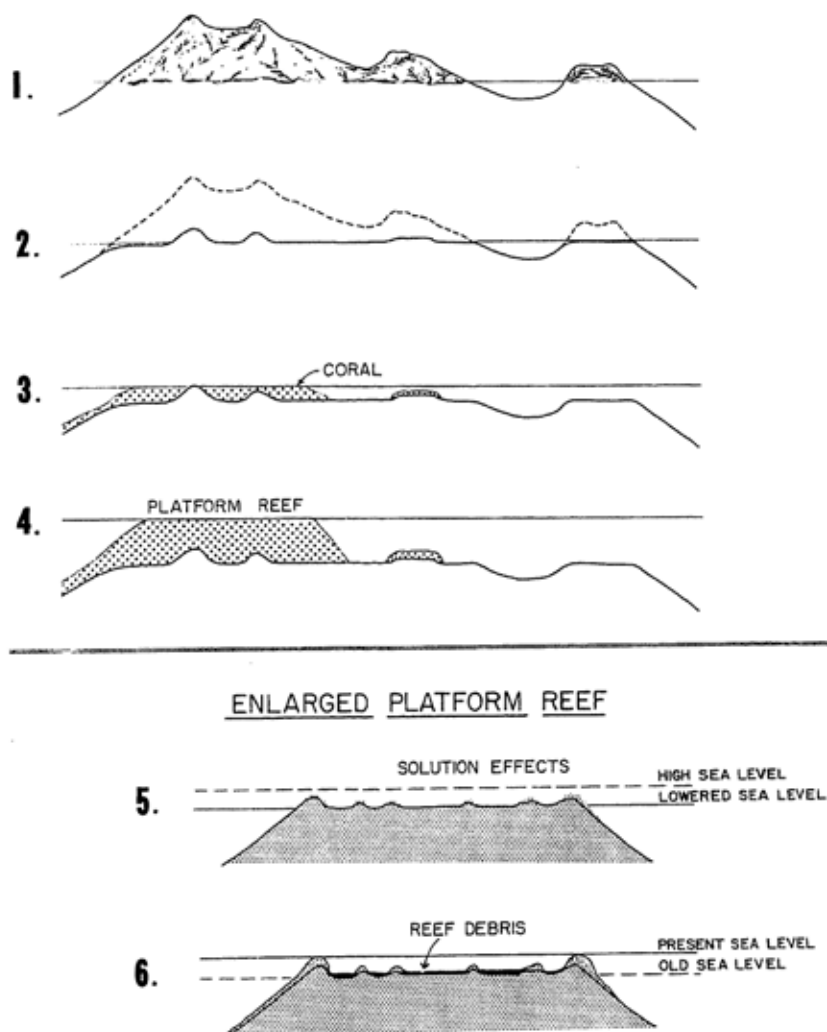 1.
2.
CORAL
3.
PLATFORM REEF
4.
ENLARGED PLATFORM REEF
SOLUTION EFFECTS
HIGH SEA LEVEL
LOWERED SEA LEVEL
5.
REEF DEBRIS
PRESENT SEA LEVEL
OLD SEA LEVEL
6.